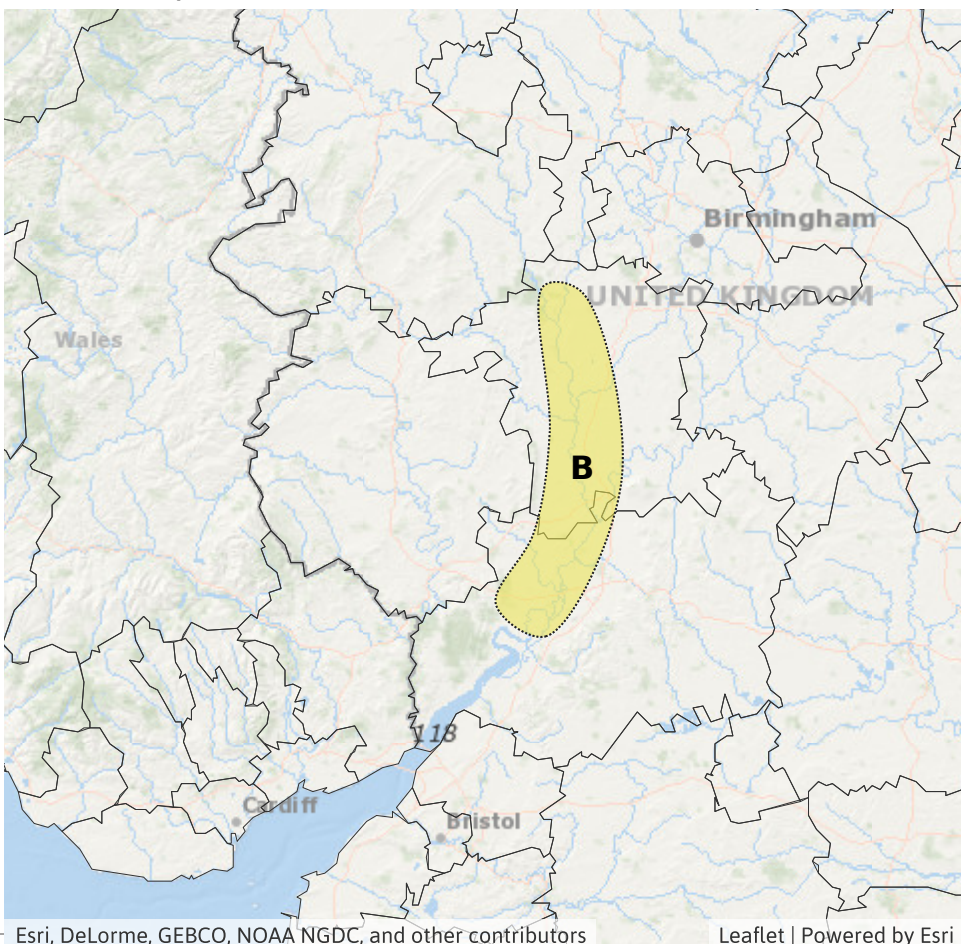 Birmingham
UNITED KINGDOM
Wales
B
118
Cardiff
Bristol
Esri, DeLorme, GEBCO, NOAA NGDC, and other contributors
Leaflet | Powered by Esri